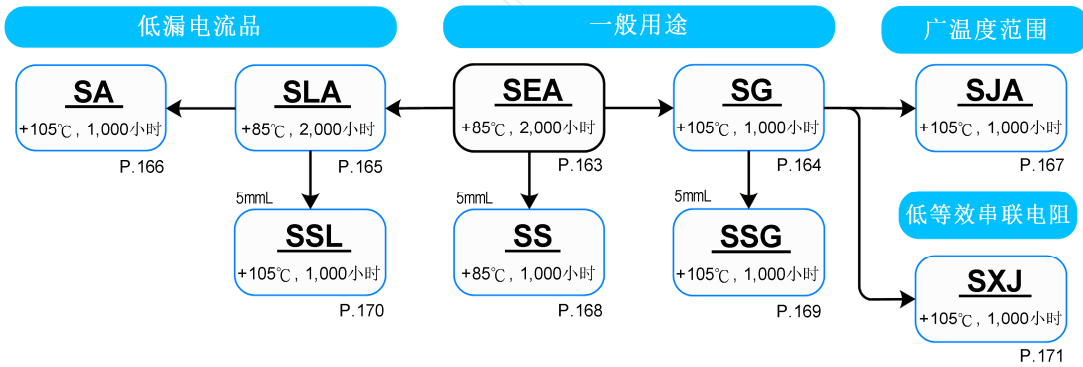 低漏电流品
一般用途
广温度范围
SA
+105℃, 1,000小时
P.166
SLA
+85℃, 2,000小时
P.165
SEA
+85℃, 2,000小时
P.163
SG
+105℃, 1,000小时
P.164
SJA
+105℃, 1,000小时
P.167
5mmL
SSL
+105℃, 1,000小时
P.170
5mmL
SS
+85℃, 1,000小时
P.168
5mmL
SSG
+105℃, 1,000小时
P.169
低等效串联电阻
SXJ
+105℃, 1,000小时
P.171